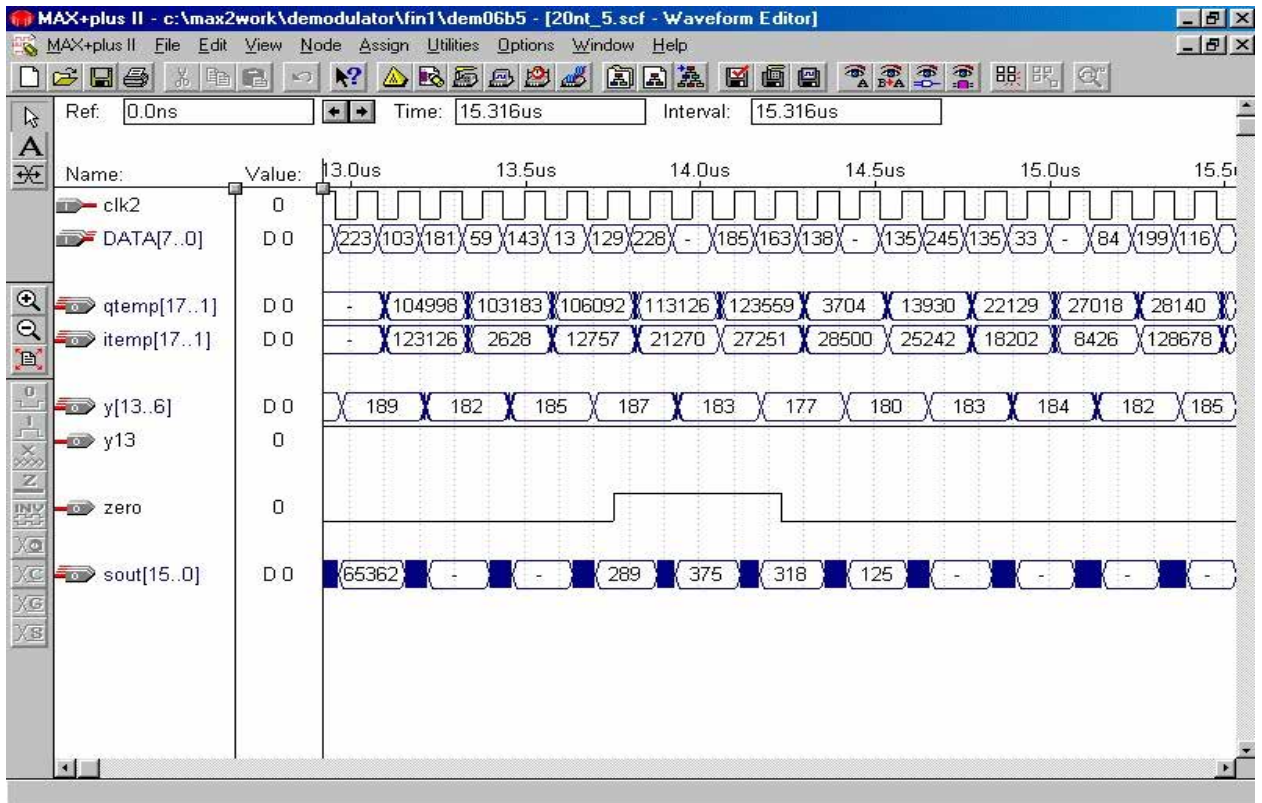 MAX+plus II - c:\max2work\demodulator\fin1\dem06b5 - [20nt_5.scf - Waveform Editor]
MAX+plus II File Edit View Node Assign Utilities Options Window Help
Ref: 0.0ns Time: 15.316us Interval: 15.316us
Name: Value: 13.0us 13.5us 14.0us 14.5us 15.0us 15.5
clk2 0
DATA[7..0] D 0 223 103 181 59 143 13 129 228 - 185 163 138 - 135 245 135 33 - 84 199 116
qtemp[17..1] D 0 - 104998 103183 106092 113126 123559 3704 13930 22129 27018 28140
itemp[17..1] D 0 - 123126 2628 12757 21270 27251 28500 25242 18202 8426 128678
y[13..6] D 0 189 182 185 187 183 177 180 183 184 182 185
y13 0
zero 0
sout[15..0] D 0 65362 - - 289 375 318 125 - - - -